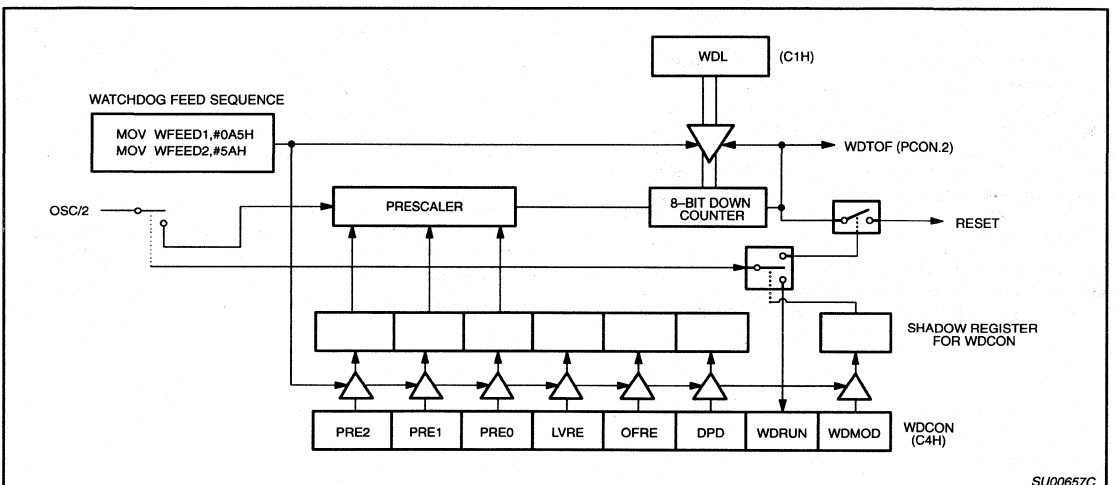 WDL
(C1H)
WATCHDOG FEED SEQUENCE
MOV WFEED1,#0A5H
MOV WFEED2,#5AH
WDTOF (PCON.2)
OSC/2
PRESCALER
8–BIT DOWN
COUNTER
RESET
SHADOW REGISTER
FOR WDCON
PRE2
PRE1
PRE0
LVRE
OFRE
DPD
WDRUN
WDMOD
WDCON
(C4H)
SU00657C